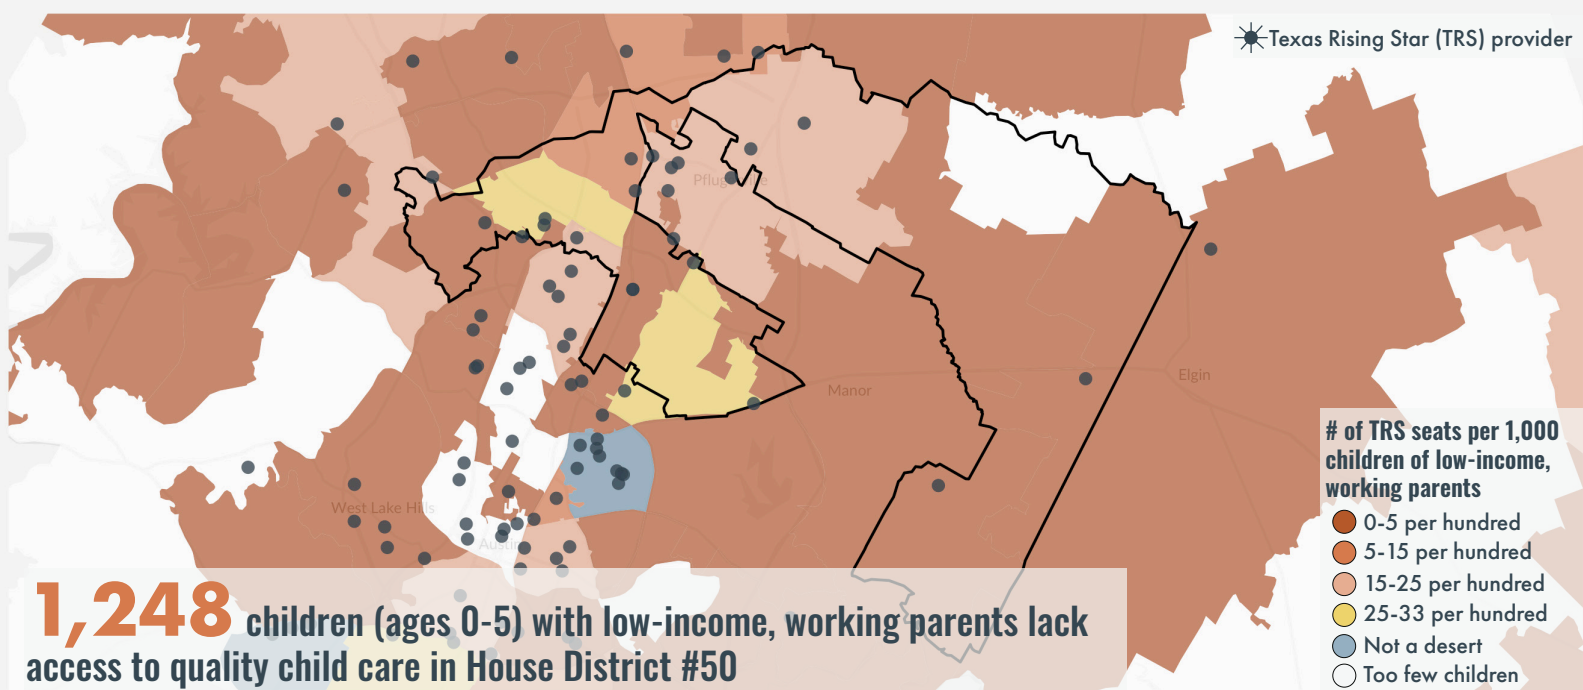 Texas Rising Star (TRS) provider
Pflugerville
Manor
Elgin
West Lake Hills
Austin
# of TRS seats per 1,000
children of low-income,
working parents
0-5 per hundred
5-15 per hundred
15-25 per hundred
25-33 per hundred
Not a desert
Too few children
1,248 children (ages 0-5) with low-income, working parents lack
access to quality child care in House District #50